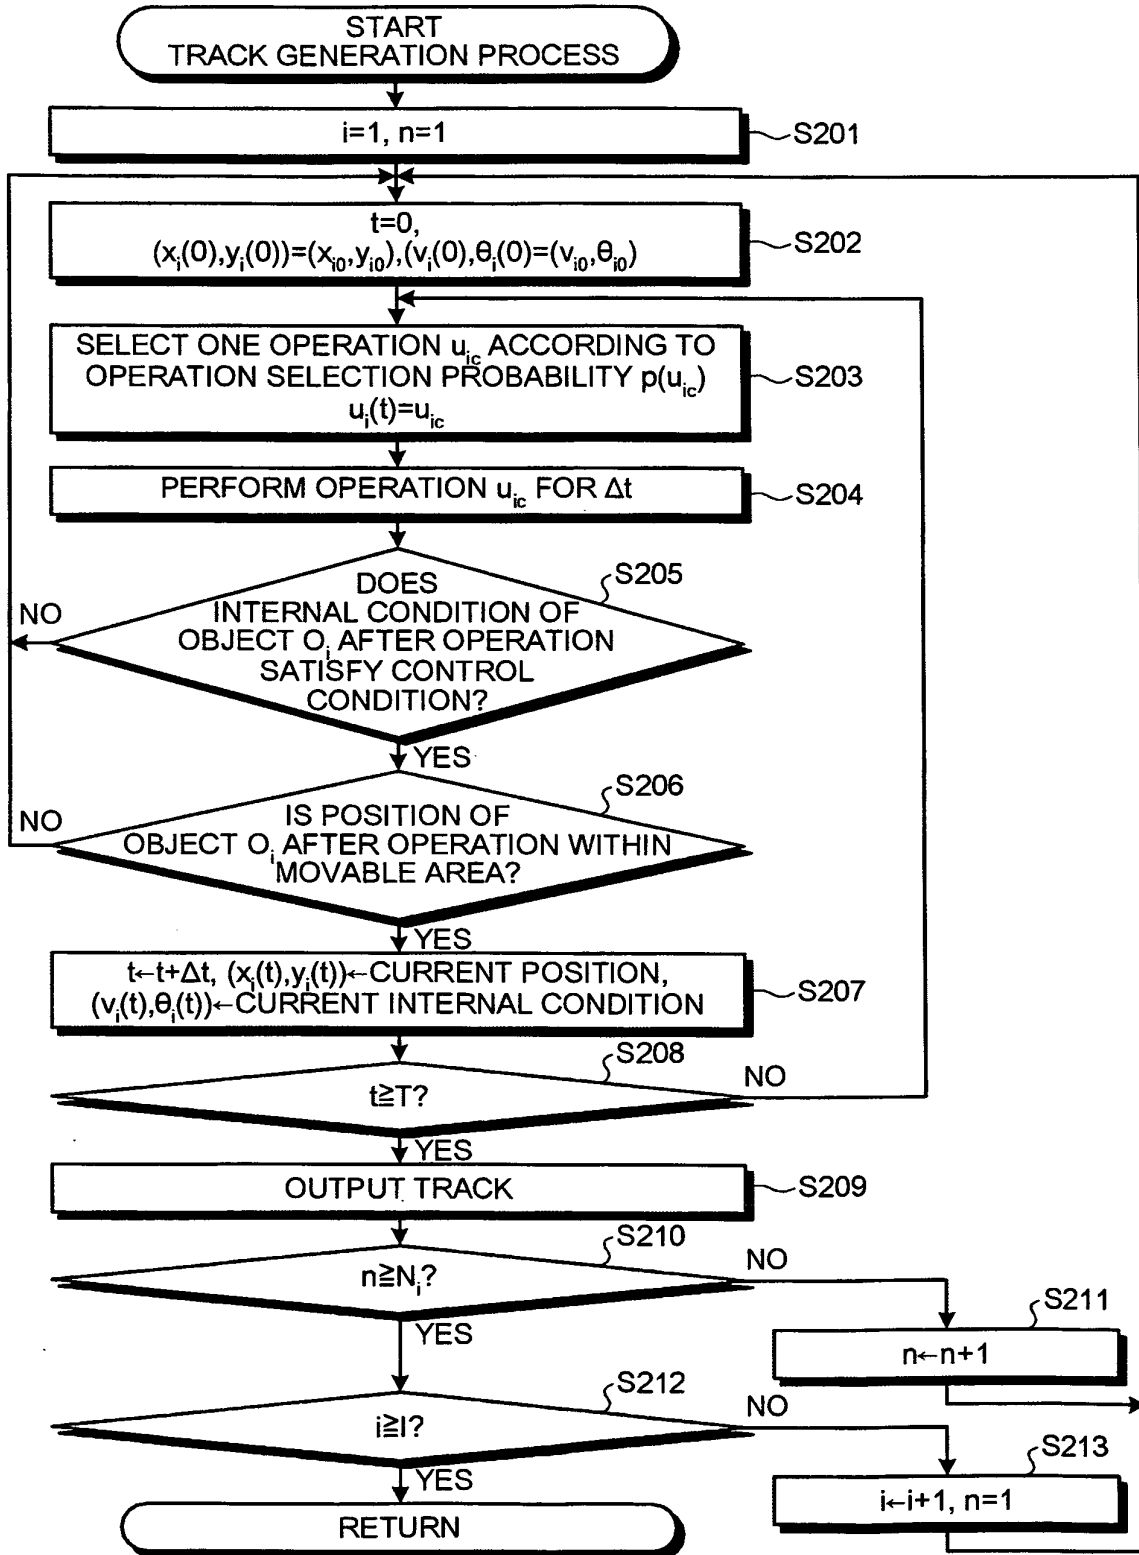 START
TRACK GENERATION PROCESS
i=1, n=1
S201
t=0,
(xᵢ(0),yᵢ(0))=(xᵢ₀,yᵢ₀),(vᵢ(0),θᵢ(0)=(vᵢ₀,θᵢ₀)
S202
SELECT ONE OPERATION u_ic ACCORDING TO
OPERATION SELECTION PROBABILITY p(u_ic)
uᵢ(t)=u_ic
S203
PERFORM OPERATION u_ic FOR Δt
S204
S205
DOES
INTERNAL CONDITION OF
OBJECT Oᵢ AFTER OPERATION
SATISFY CONTROL
CONDITION?
NO
YES
S206
IS POSITION OF
OBJECT Oᵢ AFTER OPERATION WITHIN
MOVABLE AREA?
NO
YES
t←t+Δt, (xᵢ(t),yᵢ(t))←CURRENT POSITION,
(vᵢ(t),θᵢ(t))←CURRENT INTERNAL CONDITION
S207
S208
t≧T?
NO
YES
OUTPUT TRACK
S209
S210
n≧Nᵢ?
NO
YES
S211
n←n+1
S212
i≧I?
NO
YES
S213
i←i+1, n=1
RETURN